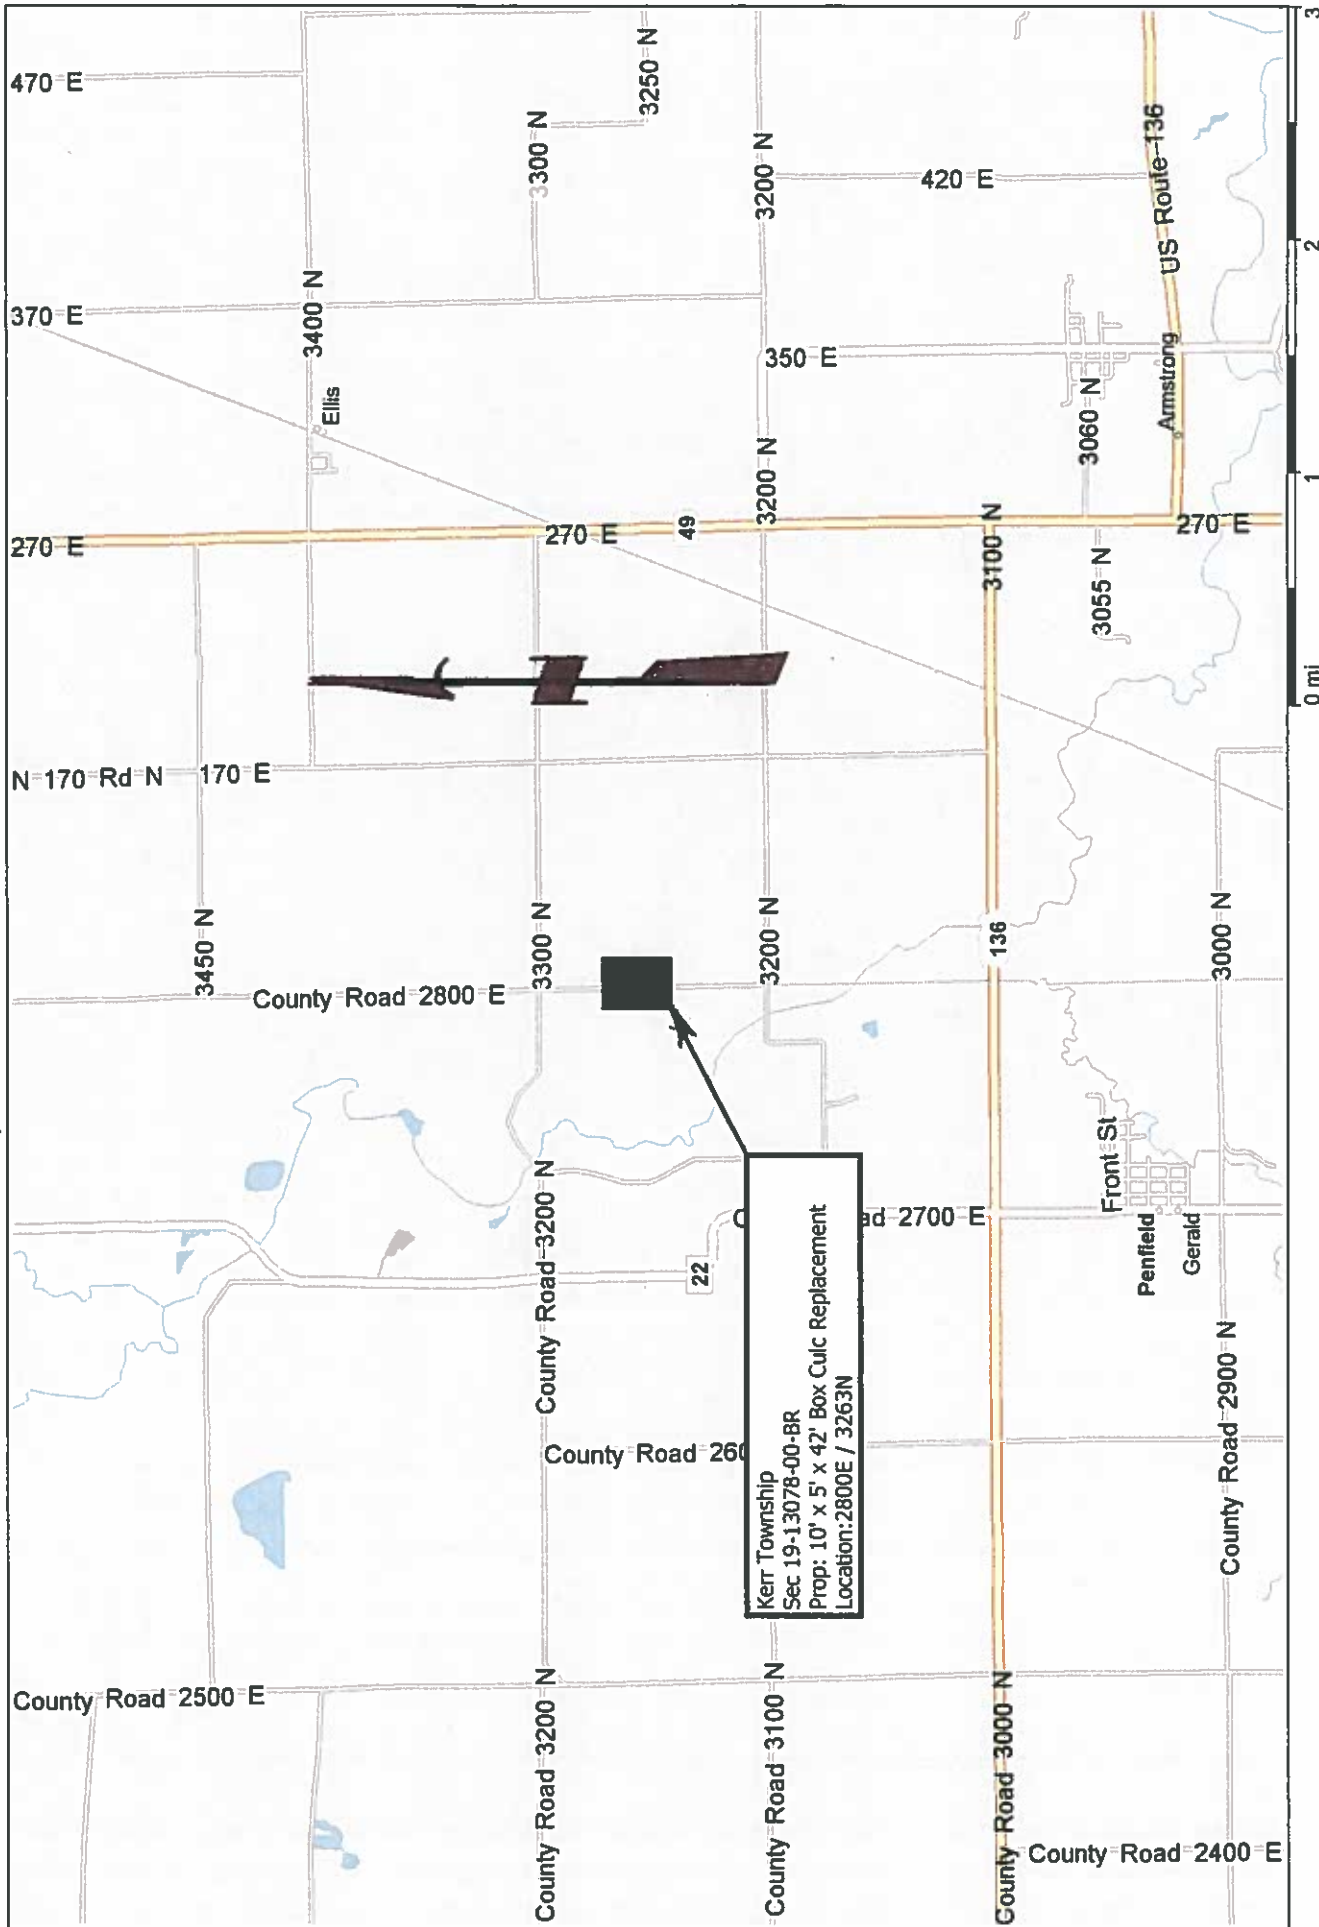 470 E
3250 N
3300 N
3200 N
420 E
US Route 136
370 E
3400 N
Ellis
350 E
3060 N
Armstrong
270 E
270 E
49
3200 N
3100 N
3055 N
270 E
N 170 Rd N
170 E
3450 N
3300 N
3200 N
136
3000 N
County Road 2800 E
County Road 3200 N
22
C
ad 2700 E
Front St
Penfield
Gerald
County Road 260
Kerr Township
Sec 19-13078-00-BR
Prop: 10' x 5' x 42' Box Culc Replacement
Location:2800E / 3263N
County Road 2900 N
County Road 2500 E
County Road 3200 N
County Road 3100 N
County Road 3000 N
County Road 2400 E
0 mi
1
2
3
N